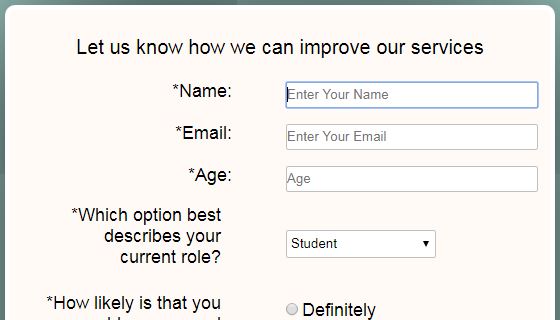 Let us know how we can improve our services
*Name: Enter Your Name
*Email: Enter Your Email
*Age: Age
*Which option best
describes your
current role?
Student
*How likely is that you
Definitely